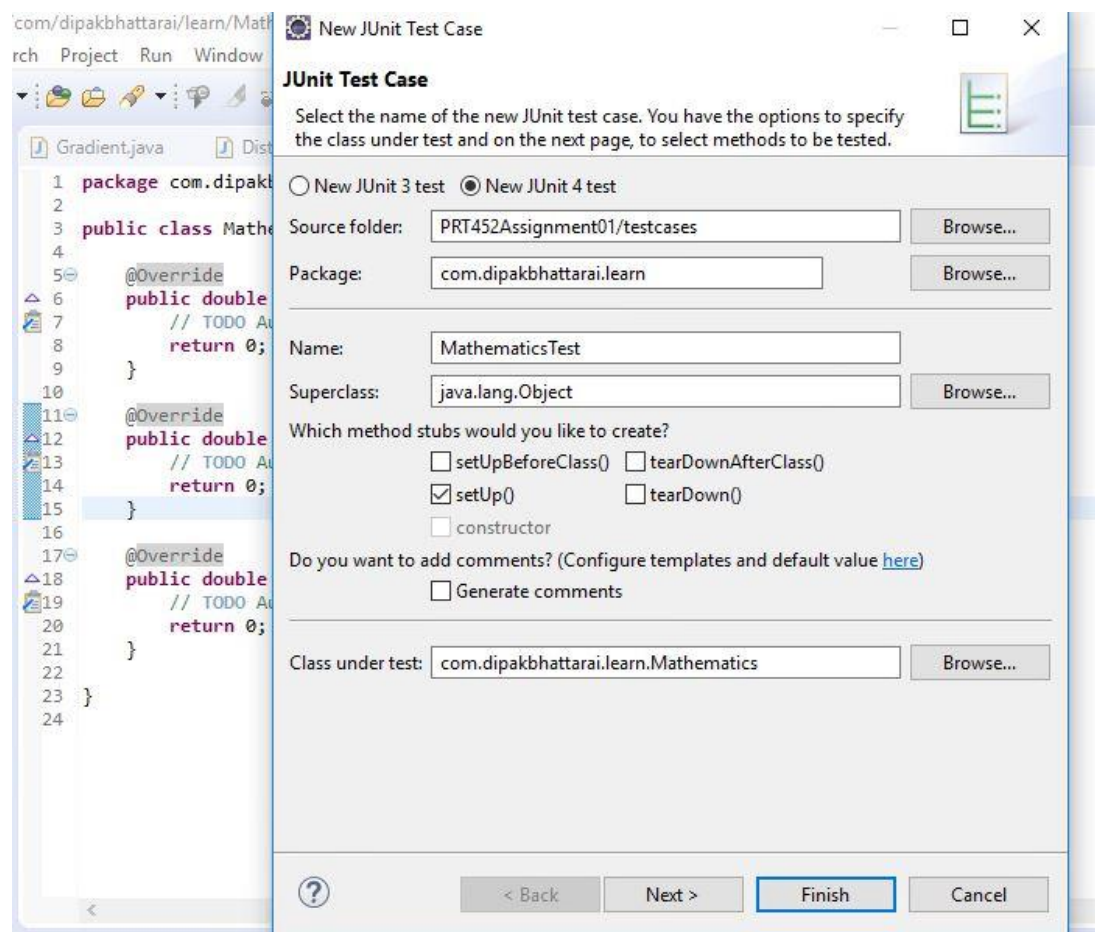 /com/dipakbhattarai/learn/Math
rch Project Run Window
Gradient.java Dist
1 package com.dipakb
2
3 public class Mathe
4
5 @Override
6 public double
7 // TODO Au
8 return 0;
9 }
10
11 @Override
12 public double
13 // TODO Au
14 return 0;
15 }
16
17 @Override
18 public double
19 // TODO Au
20 return 0;
21 }
22
23 }
24
New JUnit Test Case
JUnit Test Case
Select the name of the new JUnit test case. You have the options to specify
the class under test and on the next page, to select methods to be tested.
New JUnit 3 test New JUnit 4 test
Source folder: PRT452Assignment01/testcases Browse...
Package: com.dipakbhattarai.learn Browse...
Name: MathematicsTest
Superclass: java.lang.Object Browse...
Which method stubs would you like to create?
setUpBeforeClass() tearDownAfterClass()
setUp() tearDown()
constructor
Do you want to add comments? (Configure templates and default value here)
Generate comments
Class under test: com.dipakbhattarai.learn.Mathematics Browse...
? < Back Next > Finish Cancel